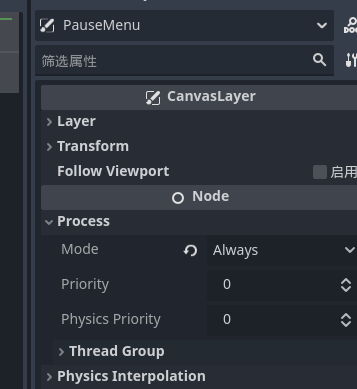 PauseMenu
筛选属性
CanvasLayer
Layer
Transform
Follow Viewport 启用
Node
Process
Mode Always
Priority 0
Physics Priority 0
Thread Group
Physics Interpolation